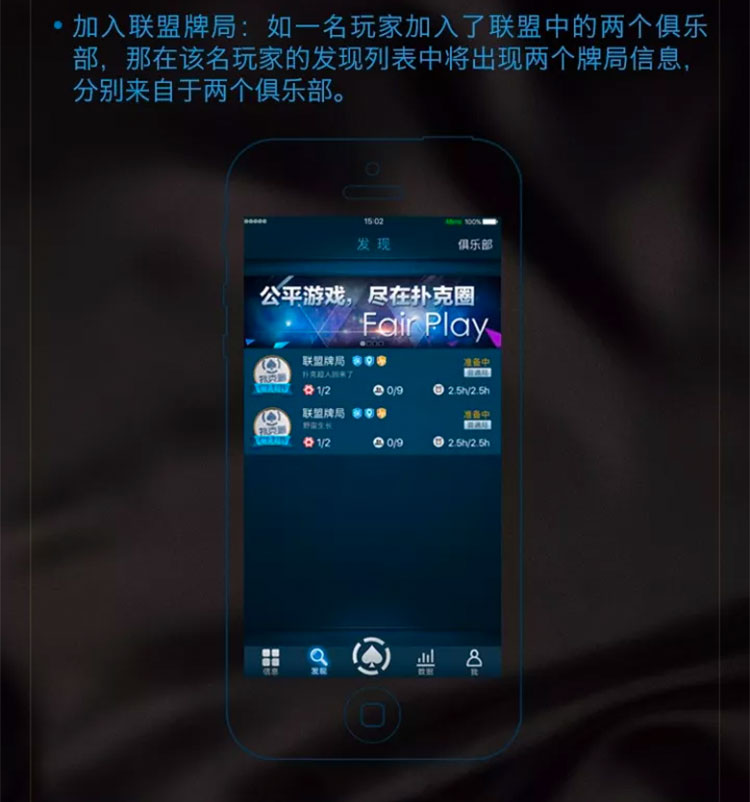 • 加入联盟牌局：如一名玩家加入了联盟中的两个俱乐
部，那在该名玩家的发现列表中将出现两个牌局信息，
分别来自于两个俱乐部。
15:02
100%
发现
俱乐部
公平游戏，尽在扑克圈
Fair Play
联盟牌局
准备中
扑克超人回来了
普通局
1/2
0/9
2.5h/2.5h
联盟牌局
准备中
野蛮生长
普通局
1/2
0/9
2.5h/2.5h
信息
发现
数据
我